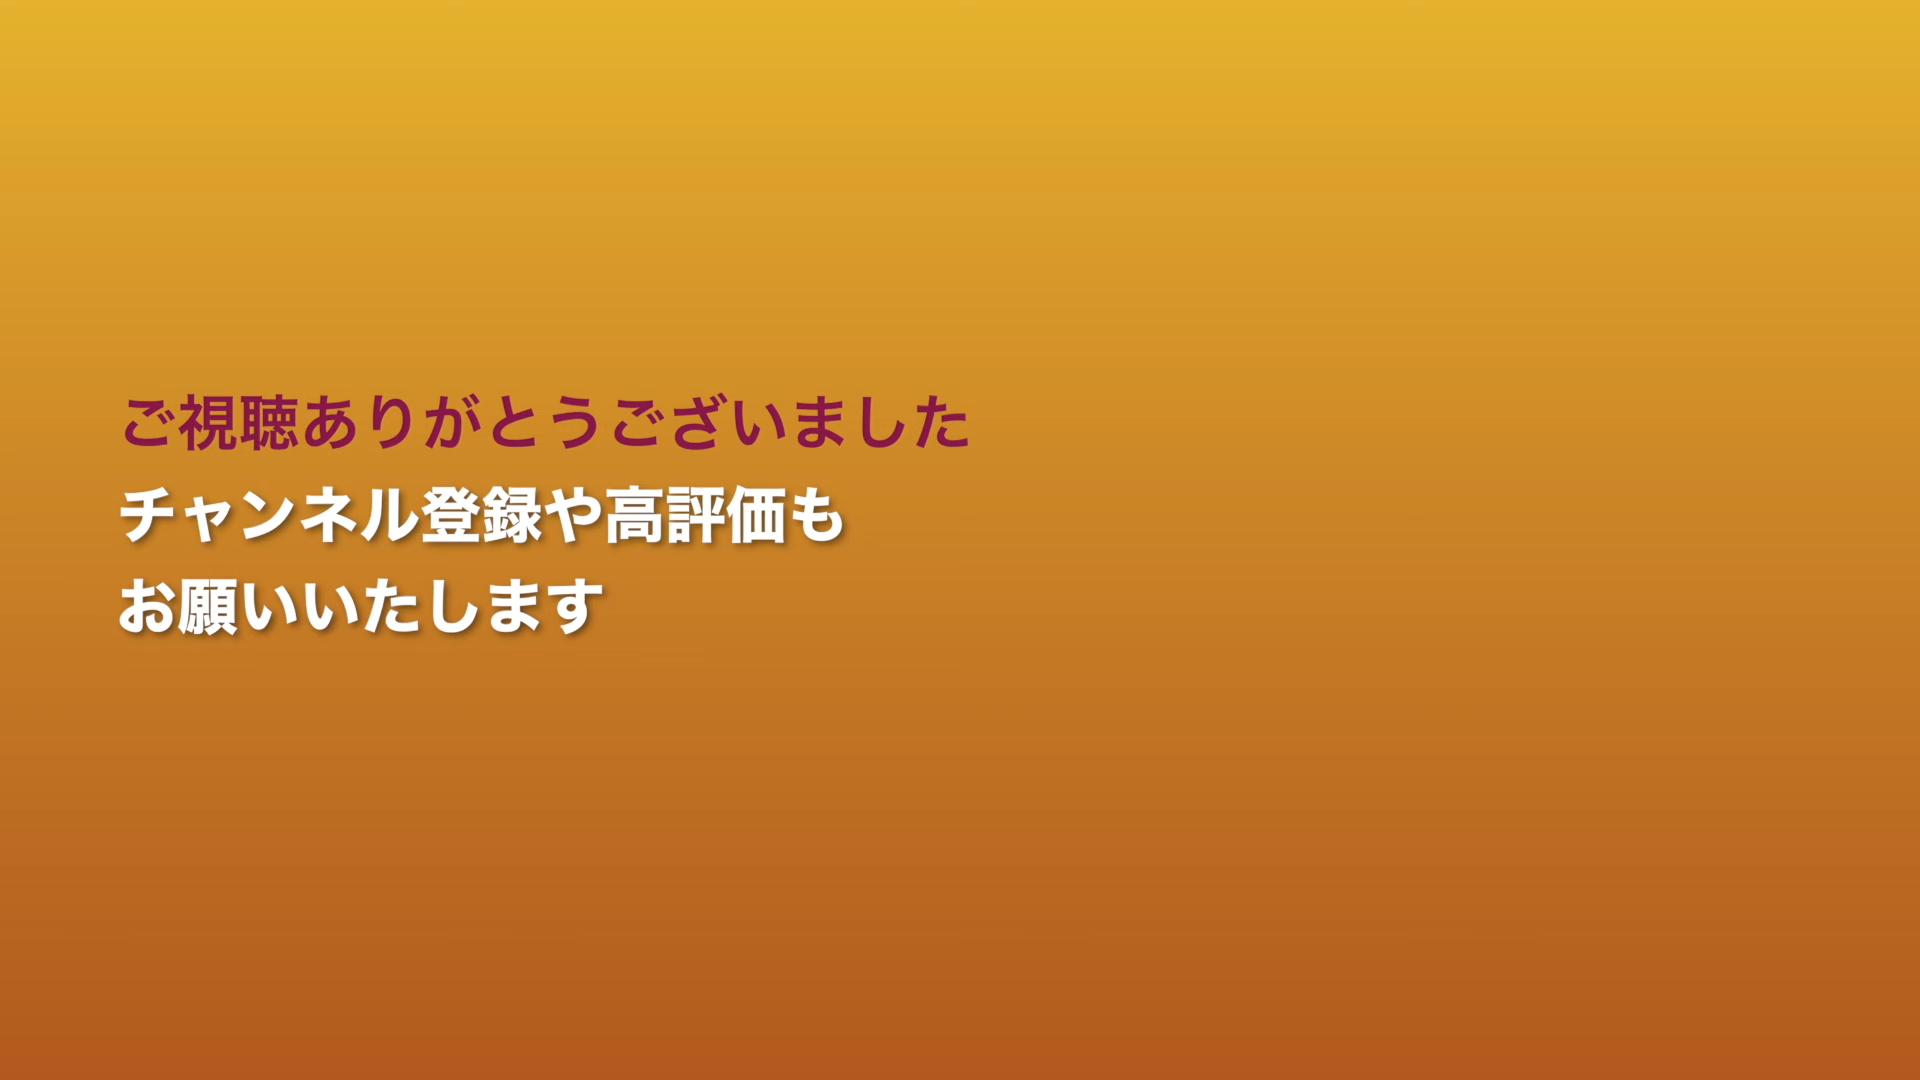 ご視聴ありがとうございました
チャンネル登録や高評価も
お願いいたします